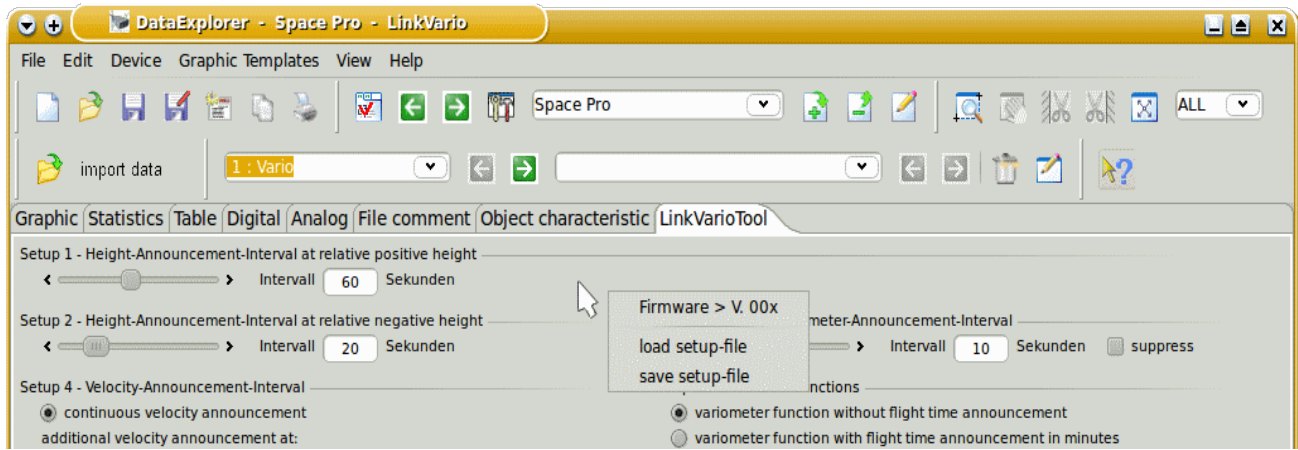 DataExplorer - Space Pro - LinkVario
File Edit Device Graphic Templates View Help
Space Pro ALL
import data 1 : Vario
Graphic Statistics Table Digital Analog File comment Object characteristic LinkVarioTool
Setup 1 - Height-Announcement-Interval at relative positive height
Intervall 60 Sekunden
Firmware > V. 00x
load setup-file
save setup-file
Setup 2 - Height-Announcement-Interval at relative negative height
Intervall 20 Sekunden
meter-Announcement-Interval
Intervall 10 Sekunden suppress
Setup 4 - Velocity-Announcement-Interval
continuous velocity announcement
additional velocity announcement at:
nctions
variometer function without flight time announcement
variometer function with flight time announcement in minutes